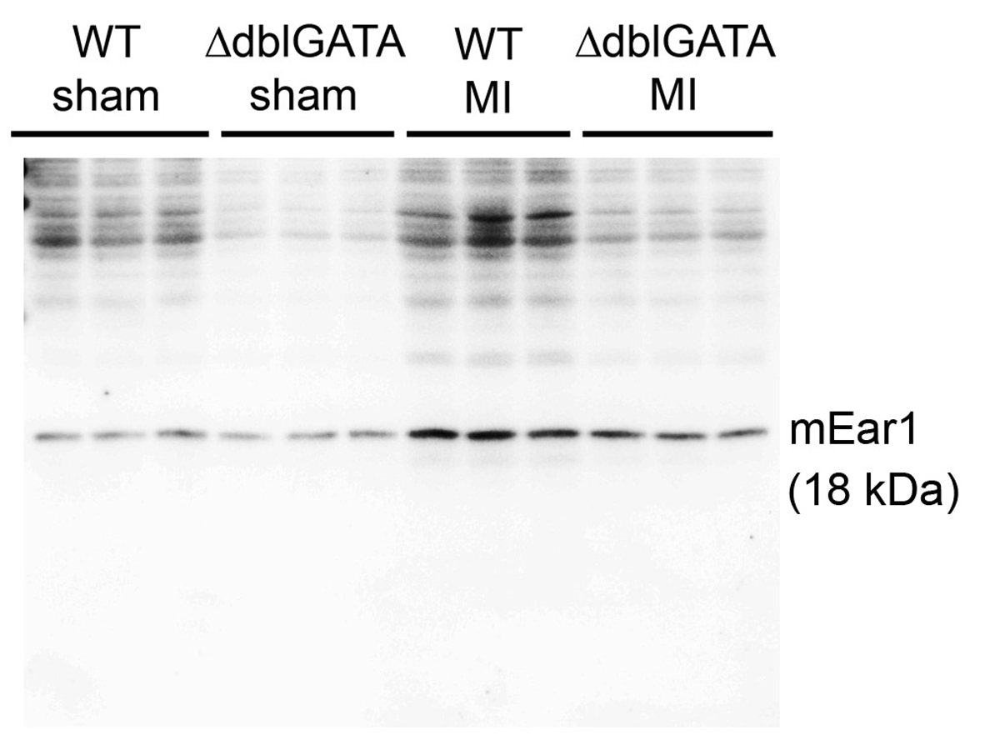 WT
sham
ΔdblGATA
sham
WT
MI
ΔdblGATA
MI
mEar1
(18 kDa)